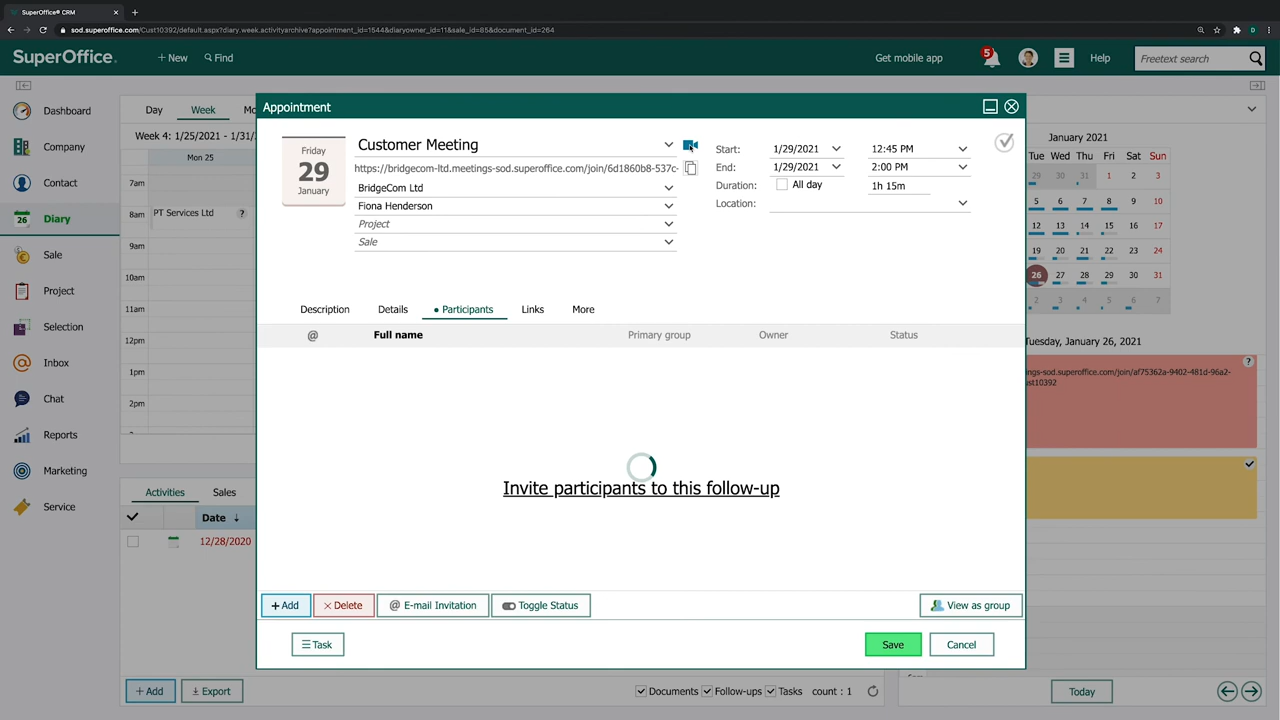 SuperOffice® CRM
sod.superoffice.com/Cust10392/default.aspx?diary.week.activityarchive?appointment_id=1544&diaryowner_id=11&sale_id=85&document_id=264
D
SuperOffice.
+ New
Find
Get mobile app
5
Help
Freetext search
Dashboard
Company
Contact
26
Diary
Sale
Project
Selection
Inbox
Chat
Reports
Marketing
Service
Day
Week
Week 4: 1/25/2021 - 1/31/
Mon 25
8am
PT Services Ltd
?
9am
10am
11am
12pm
1pm
2pm
Activities
Sales
Date
12/28/2020
+ Add
Export
Appointment
Friday
29
January
Customer Meeting
https://bridgecom-ltd.meetings-sod.superoffice.com/join/6d1860b8-537c-
BridgeCom Ltd
Fiona Henderson
Project
Sale
Start:
1/29/2021
12:45 PM
End:
1/29/2021
2:00 PM
Duration:
All day
1h 15m
Location:
Description
Details
Participants
Links
More
@
Full name
Primary group
Owner
Status
Invite participants to this follow-up
+ Add
× Delete
@ E-mail Invitation
Toggle Status
View as group
Task
Save
Cancel
Documents
Follow-ups
Tasks
count : 1
January 2021
Tue Wed Thu Fri Sat Sun
29 30 31 1 2 3
5 6 7 8 9 10
12 13 14 15 16 17
19 20 21 22 23 24
26 27 28 29 30 31
2 3 4 5 6 7
Tuesday, January 26, 2021
ings-sod.superoffice.com/join/af75362a-9402-481d-96a2-
ust10392
?
Today